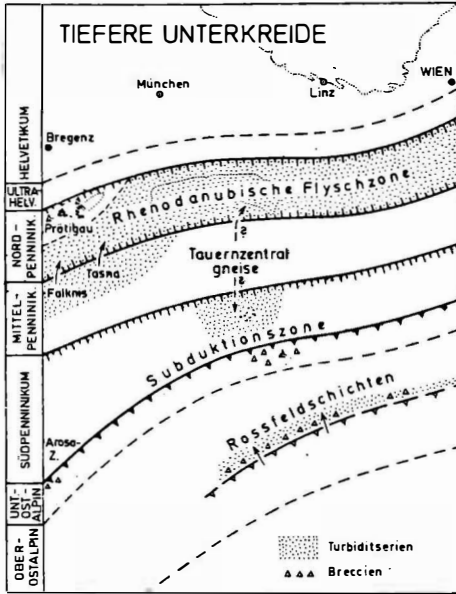 TIEFERE UNTERKREIDE
München
Linz
WIEN
Bregenz
HELVETIKUM
ULTRA-
HELV.
NORD-
PENNINIK.
MITTEL-
PENNINIK.
SÜDPENNINIKUM
UNT-
OST-
ALPIN
OBER-
OSTALPIN
Rhenodanubische Flyschzone
Prätigau
?
Tasna
Falknis
Tauernzentral
gneise
?
Subduktionszone
Rossfeldschichten
Arosa-
Z.
Turbiditserien
Breccien